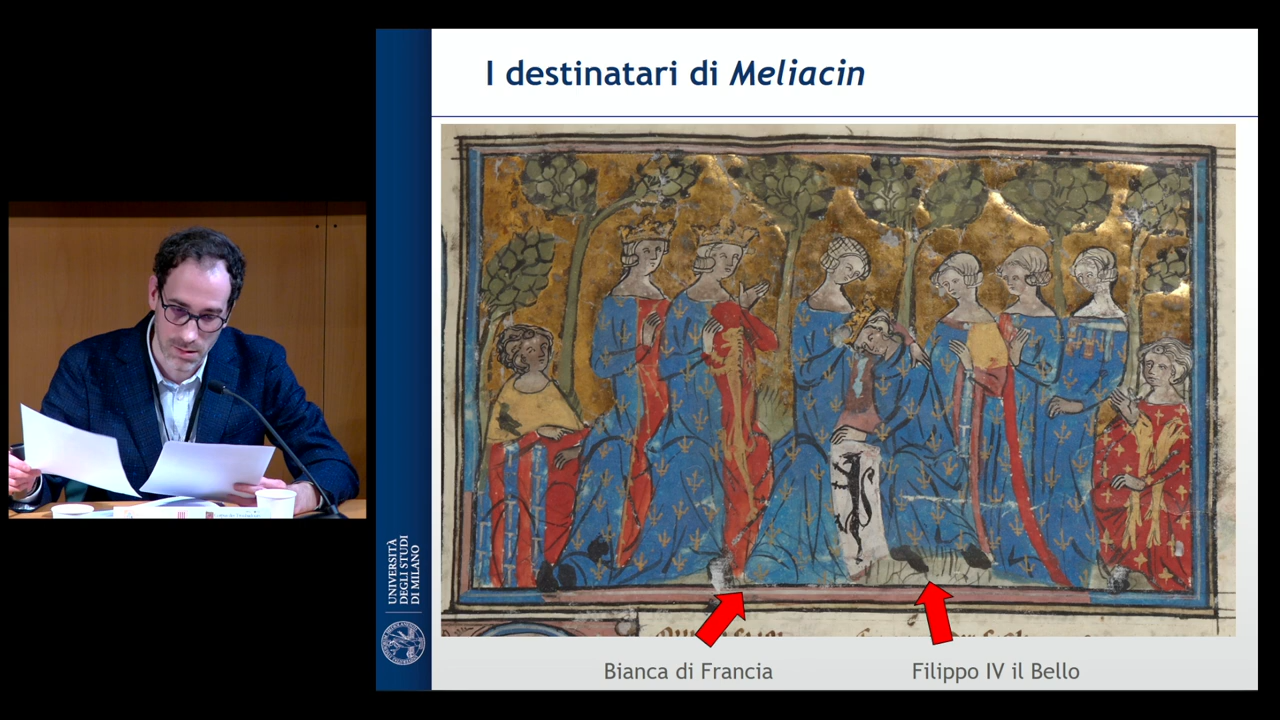 I destinatari di Meliacin
UNIVERSITÀ
DEGLI STUDI
DI MILANO
Bianca di Francia
Filippo IV il Bello